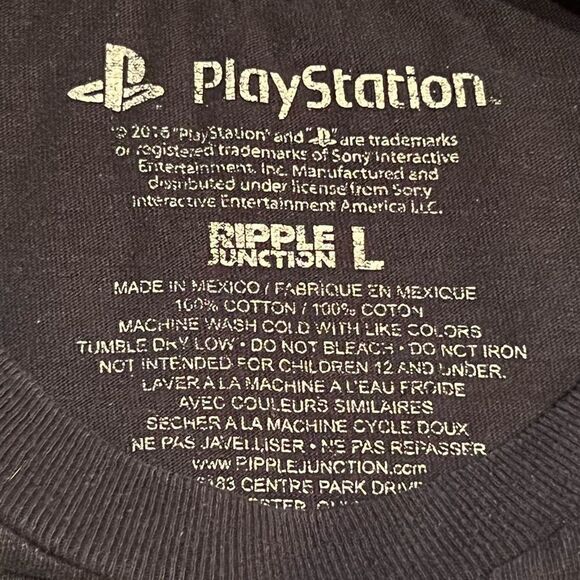 PlayStation
© 2016 "PlayStation" and " " are trademarks
or registered trademarks of Sony Interactive
Entertainment, Inc. Manufactured and
distributed under license from Sony
Interactive Entertainment America LLC.
RIPPLE
JUNCTION L
MADE IN MEXICO / FABRIQUE EN MEXIQUE
100% COTTON / 100% COTON
MACHINE WASH COLD WITH LIKE COLORS
TUMBLE DRY LOW • DO NOT BLEACH • DO NOT IRON
NOT INTENDED FOR CHILDREN 12 AND UNDER.
LAVER A LA MACHINE A L'EAU FROIDE
AVEC COULEURS SIMILAIRES
SECHER A LA MACHINE CYCLE DOUX
NE PAS JAVELLISER • NE PAS REPASSER
www.RIPPLEJUNCTION.com
CENTRE PARK DRIVE